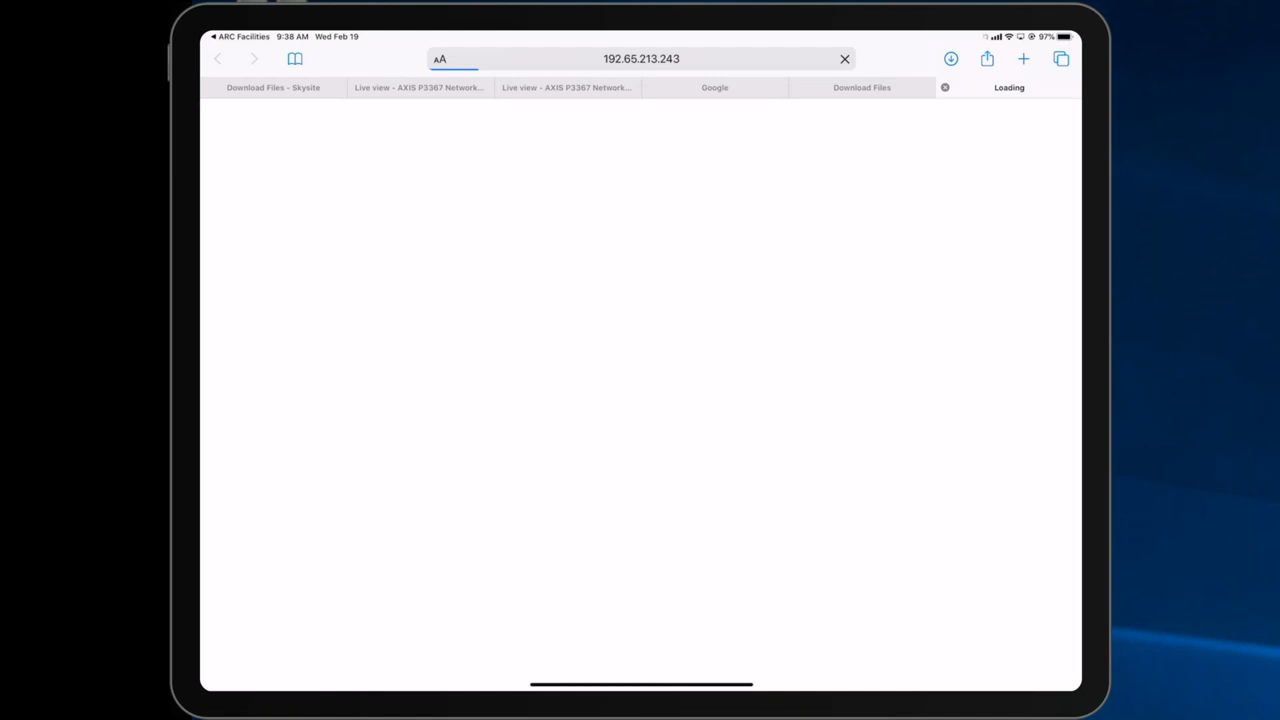 ◀ ARC Facilities 9:38 AM Wed Feb 19 97%
AA 192.65.213.243
Download Files - Skysite Live view - AXIS P3367 Network... Live view - AXIS P3367 Network... Google Download Files Loading